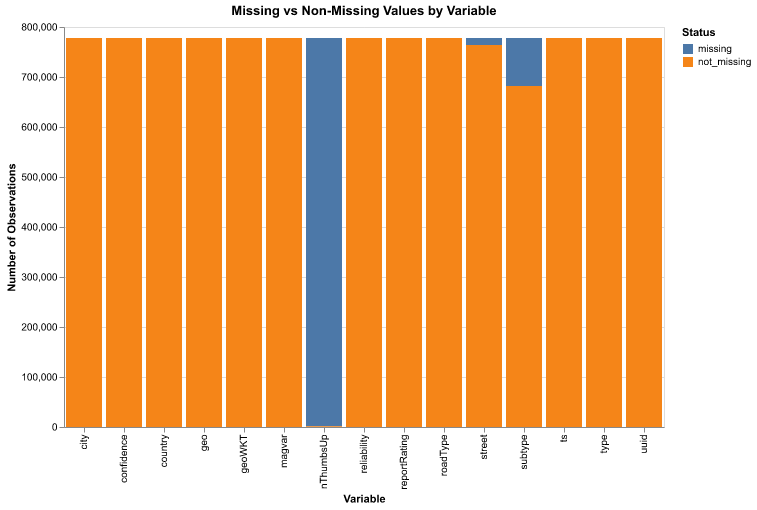 Missing vs Non-Missing Values by Variable
Status
missing
not_missing
Number of Observations
800,000
700,000
600,000
500,000
400,000
300,000
200,000
100,000
0
city
confidence
country
geo
geoWKT
magvar
nThumbsUp
reliability
reportRating
roadType
street
subtype
ts
type
uuid
Variable